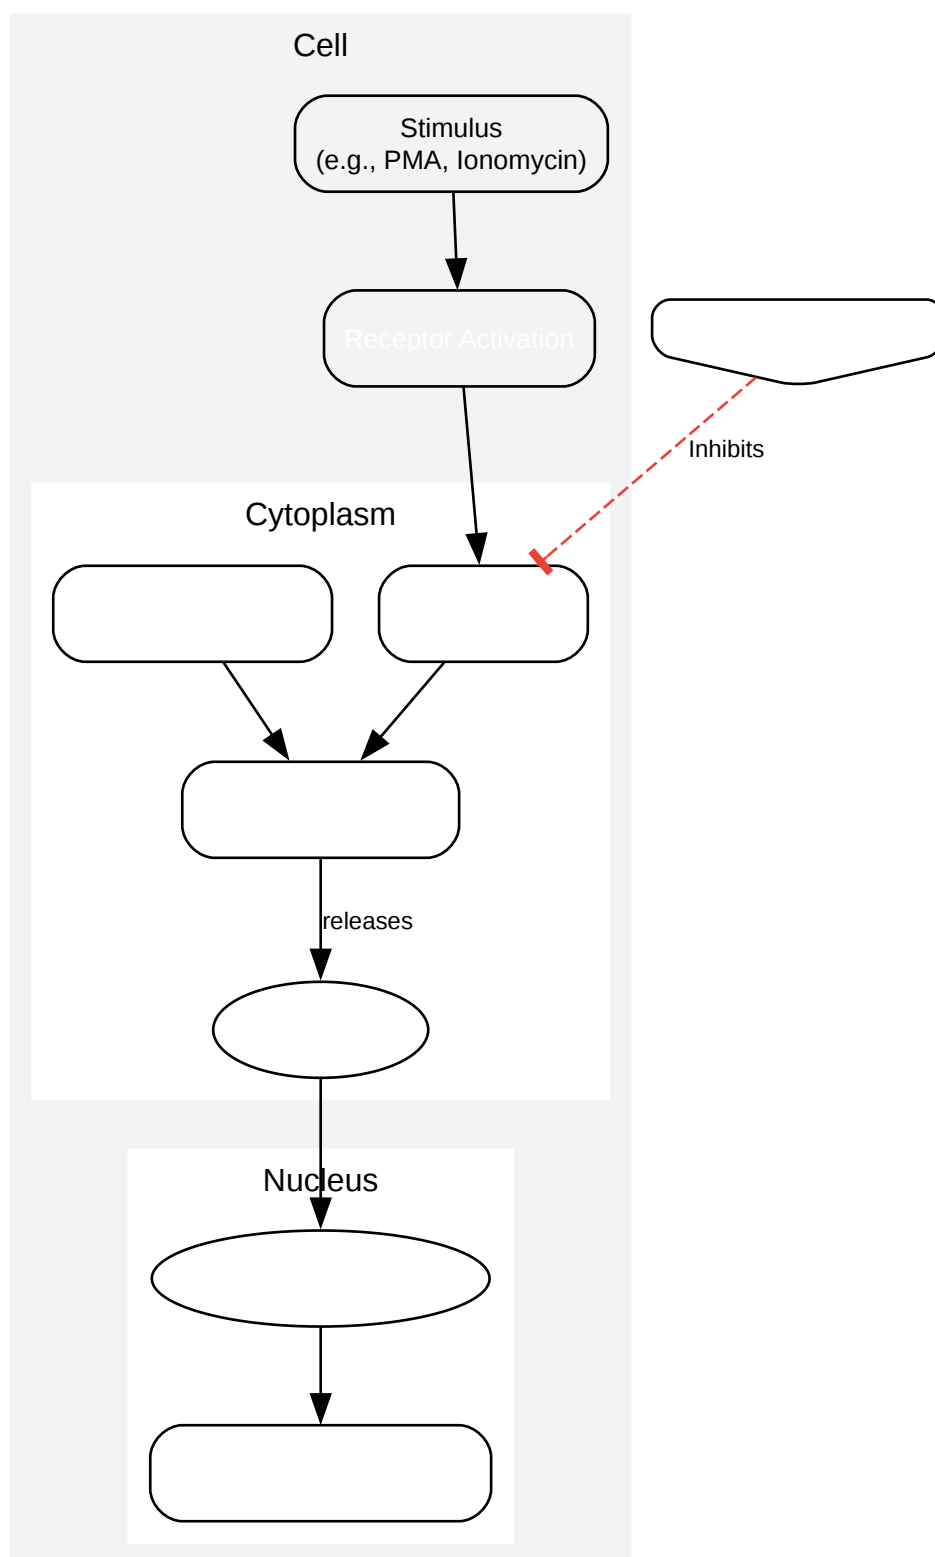 Cell
Stimulus
(e.g., PMA, Ionomycin)
Receptor Activation
Inhibits
Cytoplasm
releases
Nucleus